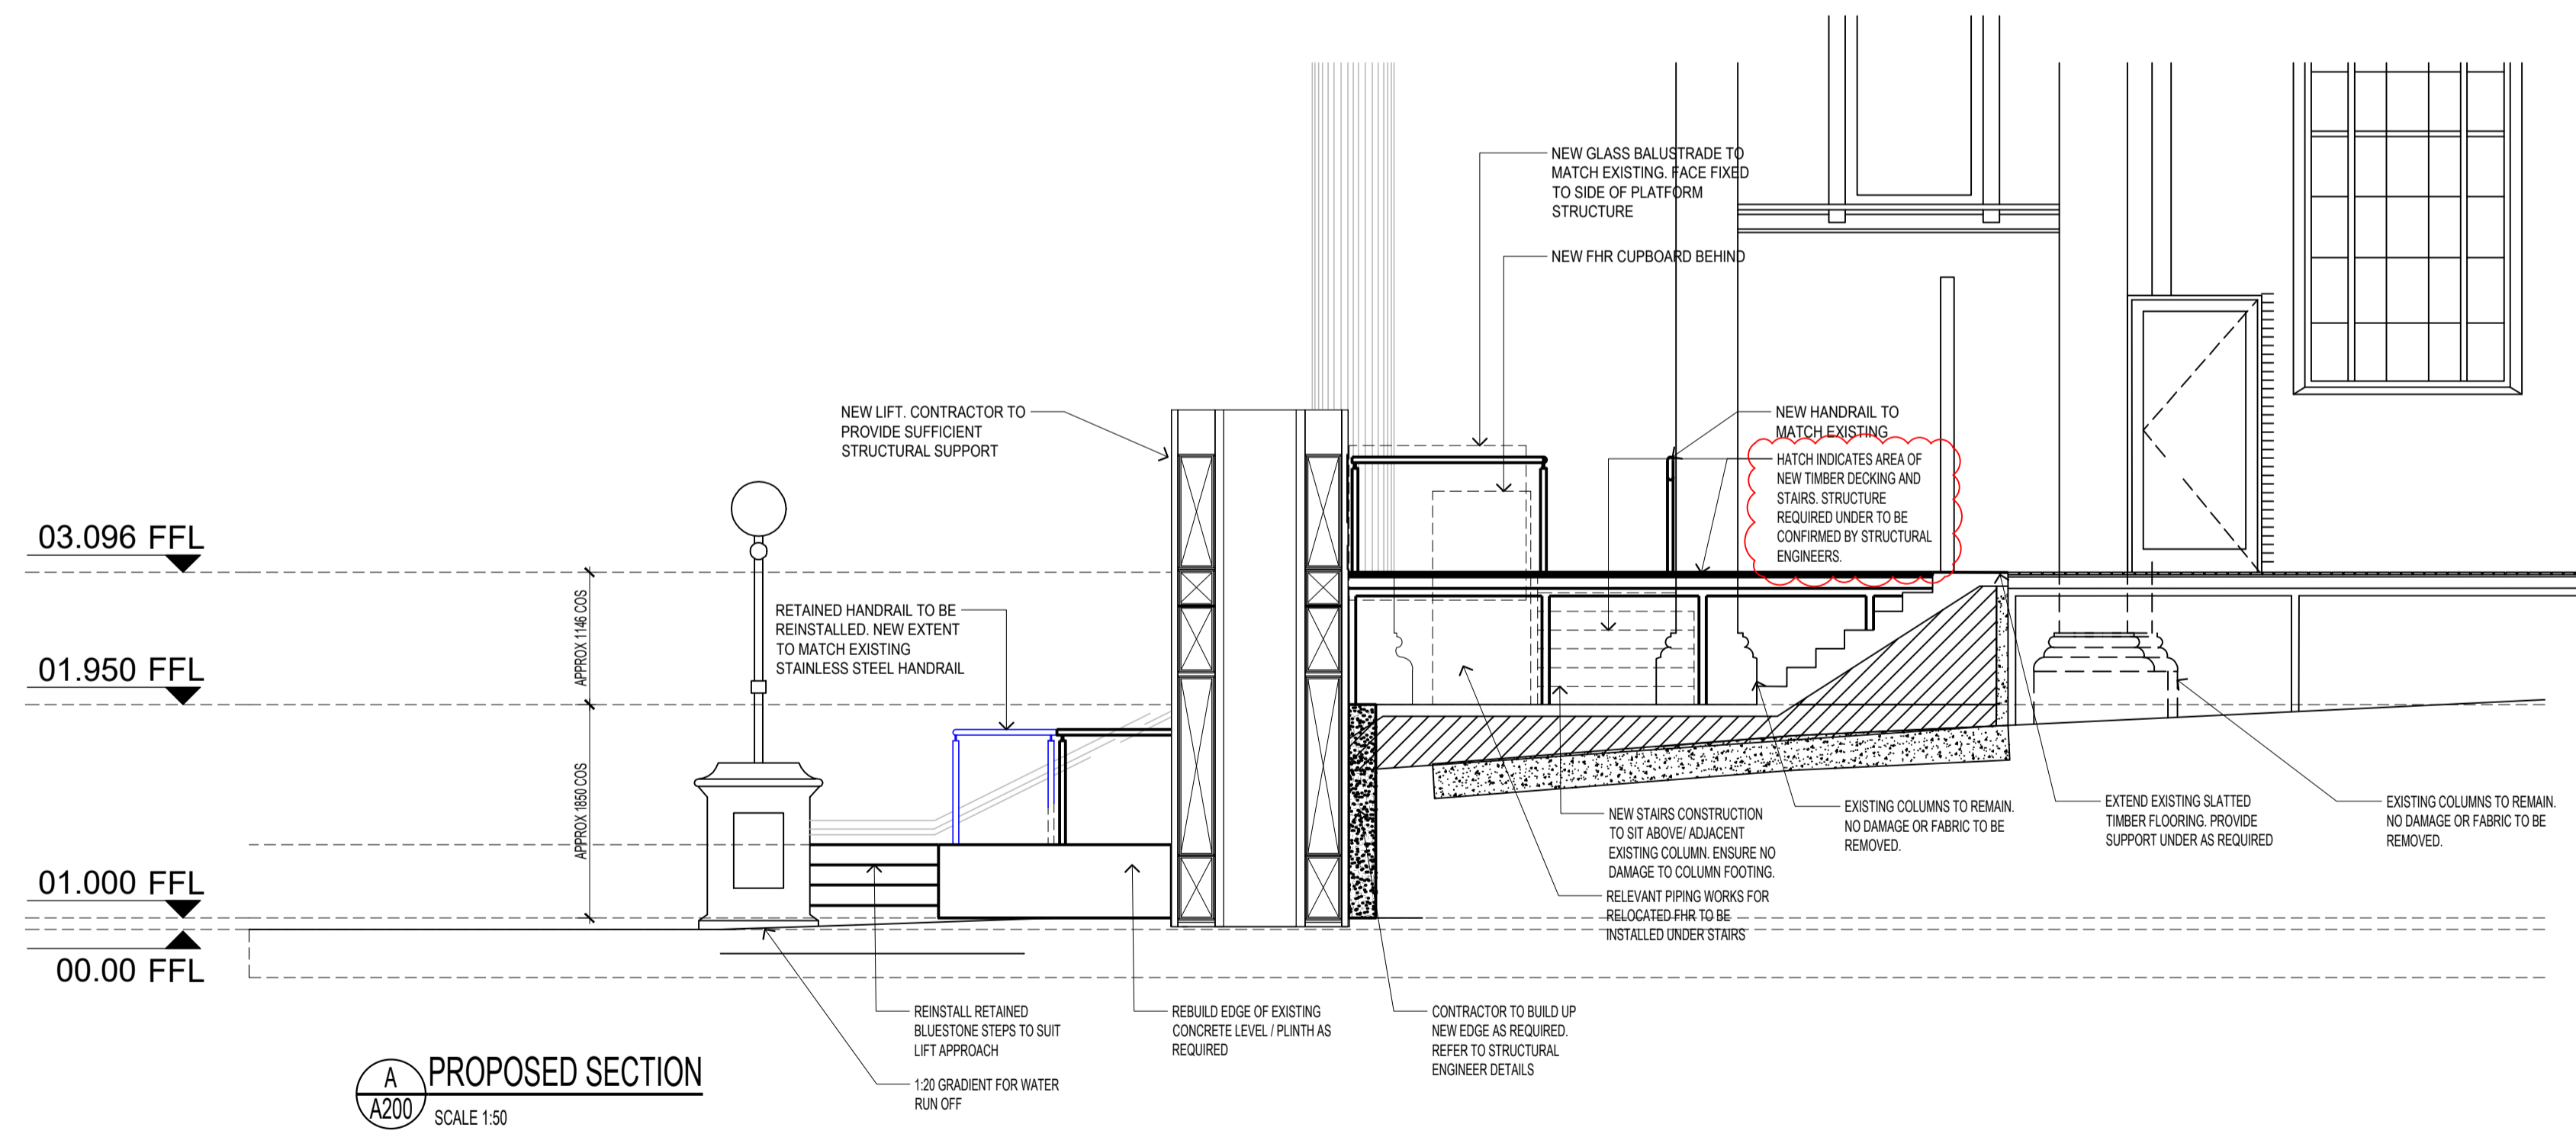 NEW GLASS BALUSTRADE TO
MATCH EXISTING. FACE FIXED
TO SIDE OF PLATFORM
STRUCTURE
NEW FHR CUPBOARD BEHIND
NEW LIFT. CONTRACTOR TO
PROVIDE SUFFICIENT
STRUCTURAL SUPPORT
NEW HANDRAIL TO
MATCH EXISTING
HATCH INDICATES AREA OF
NEW TIMBER DECKING AND
STAIRS. STRUCTURE
REQUIRED UNDER TO BE
CONFIRMED BY STRUCTURAL
ENGINEERS.
03.096 FFL
APPROX 1146 COS
RETAINED HANDRAIL TO BE
REINSTALLED. NEW EXTENT
TO MATCH EXISTING
STAINLESS STEEL HANDRAIL
01.950 FFL
APPROX 1850 COS
01.000 FFL
00.00 FFL
NEW STAIRS CONSTRUCTION
TO SIT ABOVE/ ADJACENT
EXISTING COLUMN. ENSURE NO
DAMAGE TO COLUMN FOOTING.
RELEVANT PIPING WORKS FOR
RELOCATED FHR TO BE
INSTALLED UNDER STAIRS
EXISTING COLUMNS TO REMAIN.
NO DAMAGE OR FABRIC TO BE
REMOVED.
EXTEND EXISTING SLATTED
TIMBER FLOORING. PROVIDE
SUPPORT UNDER AS REQUIRED
EXISTING COLUMNS TO REMAIN.
NO DAMAGE OR FABRIC TO BE
REMOVED.
REINSTALL RETAINED
BLUESTONE STEPS TO SUIT
LIFT APPROACH
1:20 GRADIENT FOR WATER
RUN OFF
REBUILD EDGE OF EXISTING
CONCRETE LEVEL / PLINTH AS
REQUIRED
CONTRACTOR TO BUILD UP
NEW EDGE AS REQUIRED.
REFER TO STRUCTURAL
ENGINEER DETAILS
A
A200
PROPOSED SECTION
SCALE 1:50